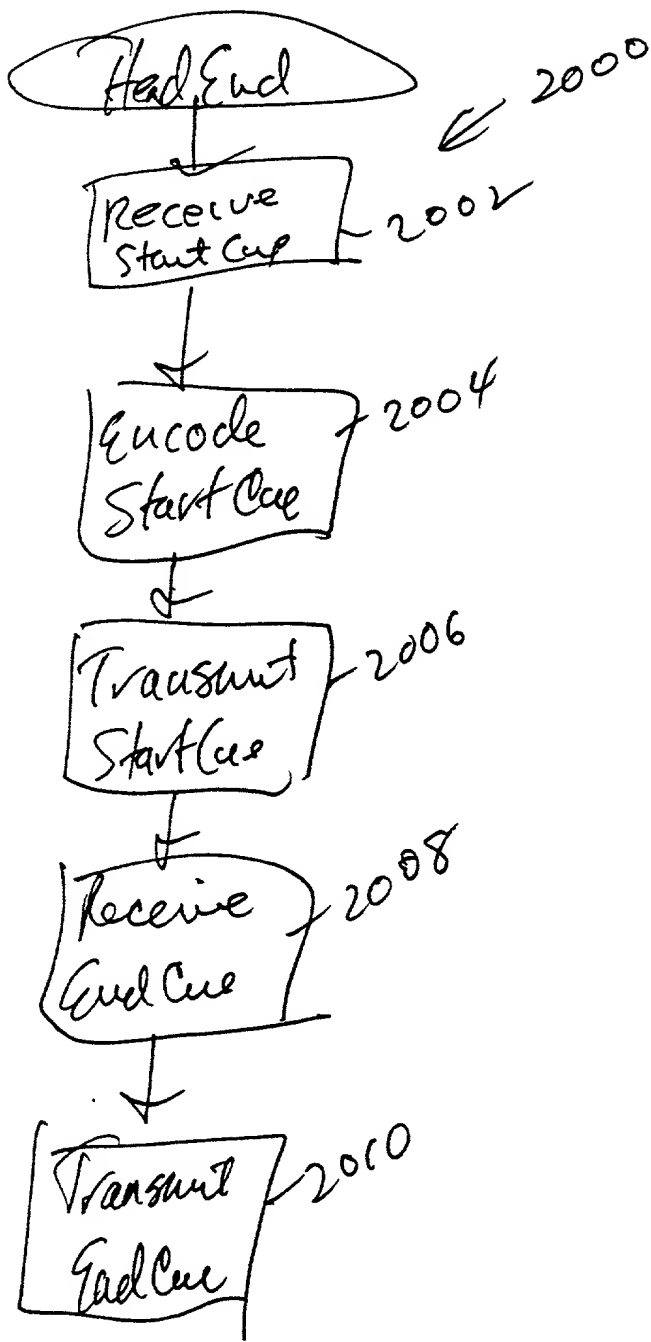 Head End
2000
Receive
Start Cue
2002
Encode
Start Cue
2004
Transmit
Start Cue
2006
Receive
End Cue
2008
Transmit
End Cue
2010